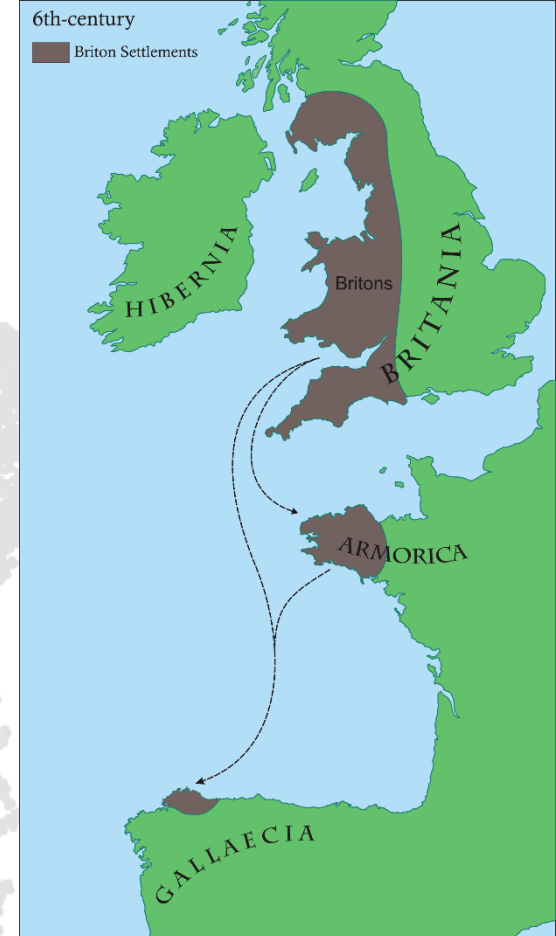 6th-century
Briton Settlements
HIBERNIA
Britons
BRITANIA
ARMORICA
GALLAECIA